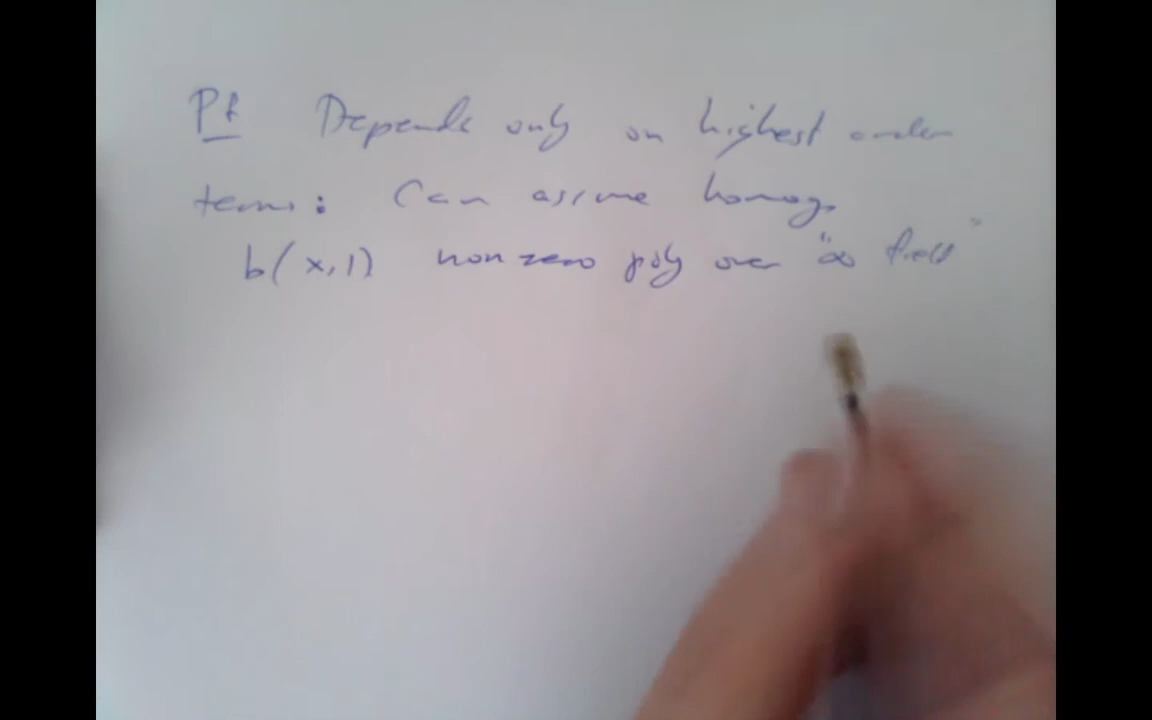 Pf Depends only on highest order
terms: Can assume homog.
b(x,1) nonzero poly over "∞ field"